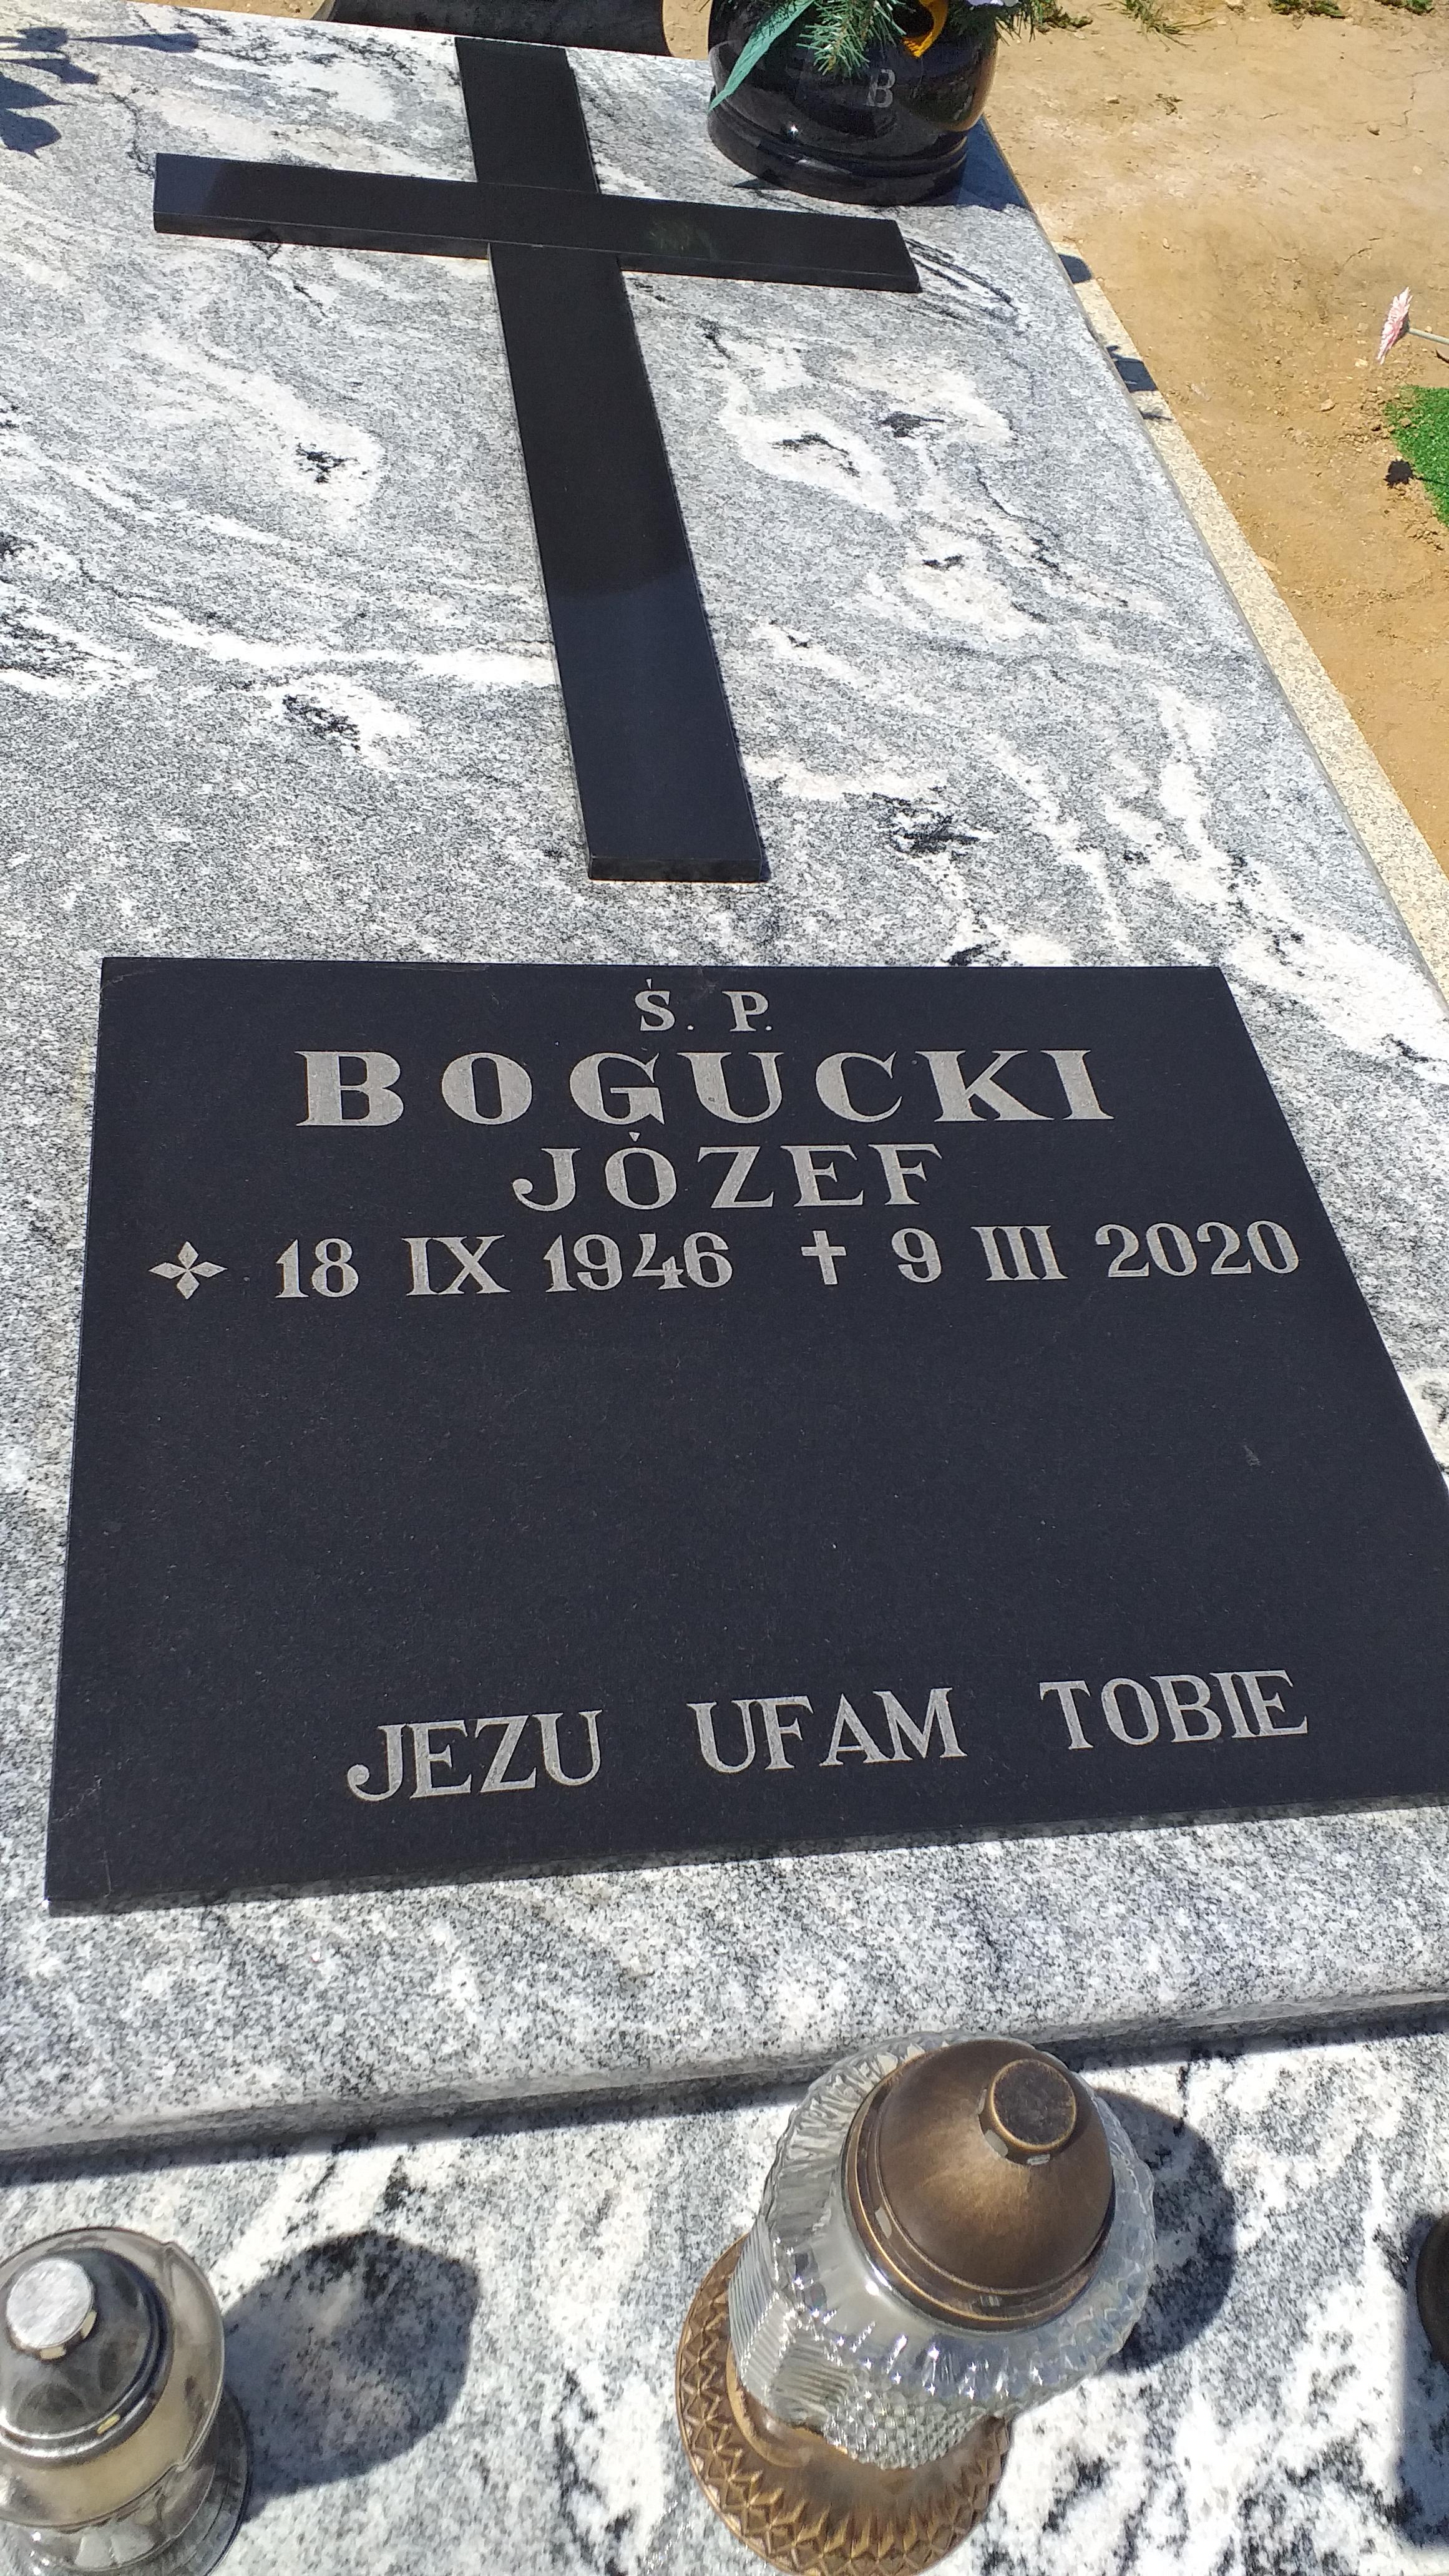 B
Ś. P.
BOGUCKI
JÓZEF
18 IX 1946 ✝ 9 III 2020
JEZU UFAM TOBIE